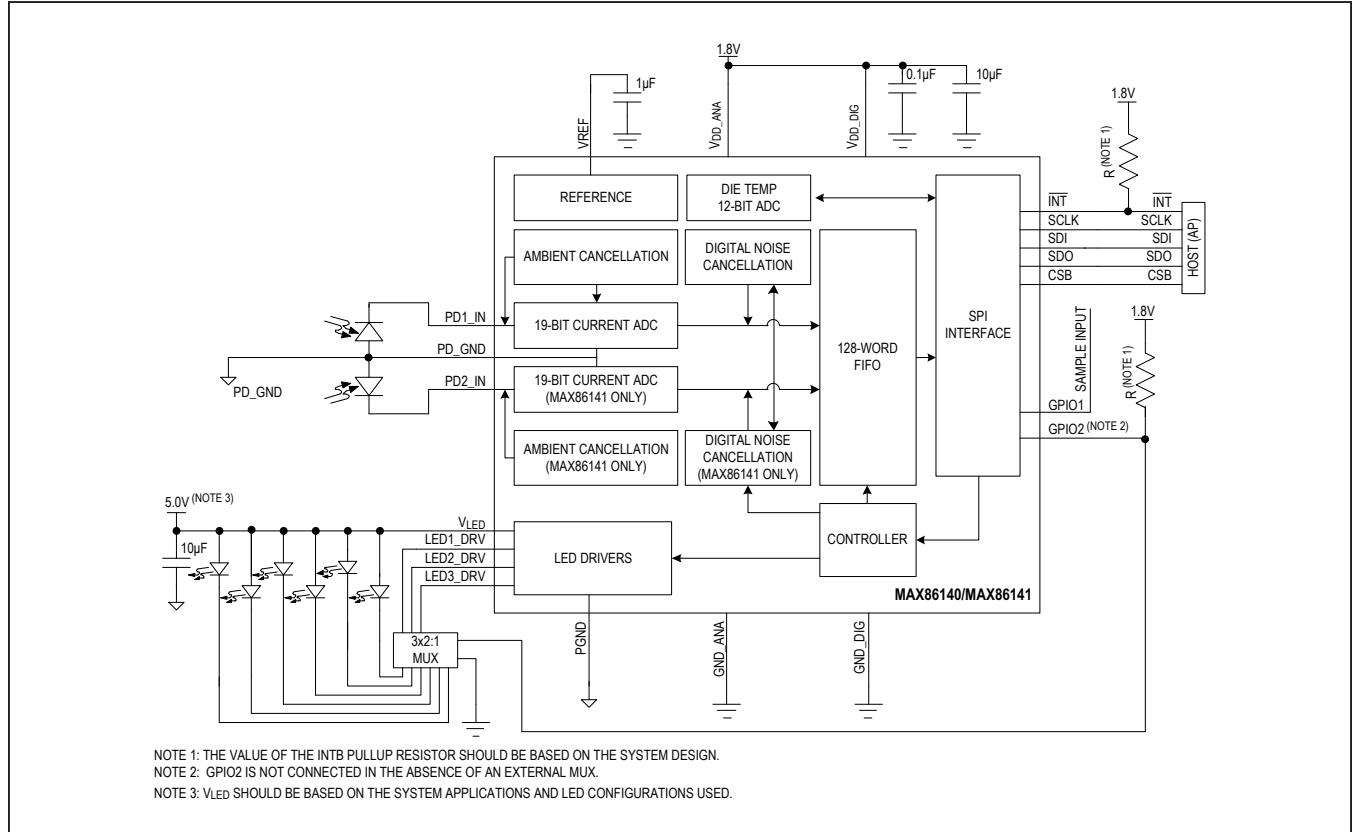 1.8V
1µF
0.1µF
10µF
1.8V
VREF
VDD_ANA
VDD_DIG
R (NOTE 1)
REFERENCE
DIE TEMP
12-BIT ADC
INT
INT
SCLK
SCLK
SDI
SDI
SDO
SDO
CSB
CSB
HOST (AP)
AMBIENT CANCELLATION
DIGITAL NOISE
CANCELLATION
SPI
INTERFACE
PD1_IN
19-BIT CURRENT ADC
128-WORD
FIFO
1.8V
SAMPLE INPUT
R (NOTE 1)
PD_GND
PD_GND
PD2_IN
19-BIT CURRENT ADC
(MAX86141 ONLY)
GPIO1
GPIO2 (NOTE 2)
AMBIENT CANCELLATION
(MAX86141 ONLY)
DIGITAL NOISE
CANCELLATION
(MAX86141 ONLY)
5.0V (NOTE 3)
10µF
VLED
LED1_DRV
LED2_DRV
LED3_DRV
LED DRIVERS
CONTROLLER
MAX86140/MAX86141
3x2:1
MUX
PGND
GND_ANA
GND_DIG
NOTE 1: THE VALUE OF THE INTB PULLUP RESISTOR SHOULD BE BASED ON THE SYSTEM DESIGN.
NOTE 2: GPIO2 IS NOT CONNECTED IN THE ABSENCE OF AN EXTERNAL MUX.
NOTE 3: VLED SHOULD BE BASED ON THE SYSTEM APPLICATIONS AND LED CONFIGURATIONS USED.